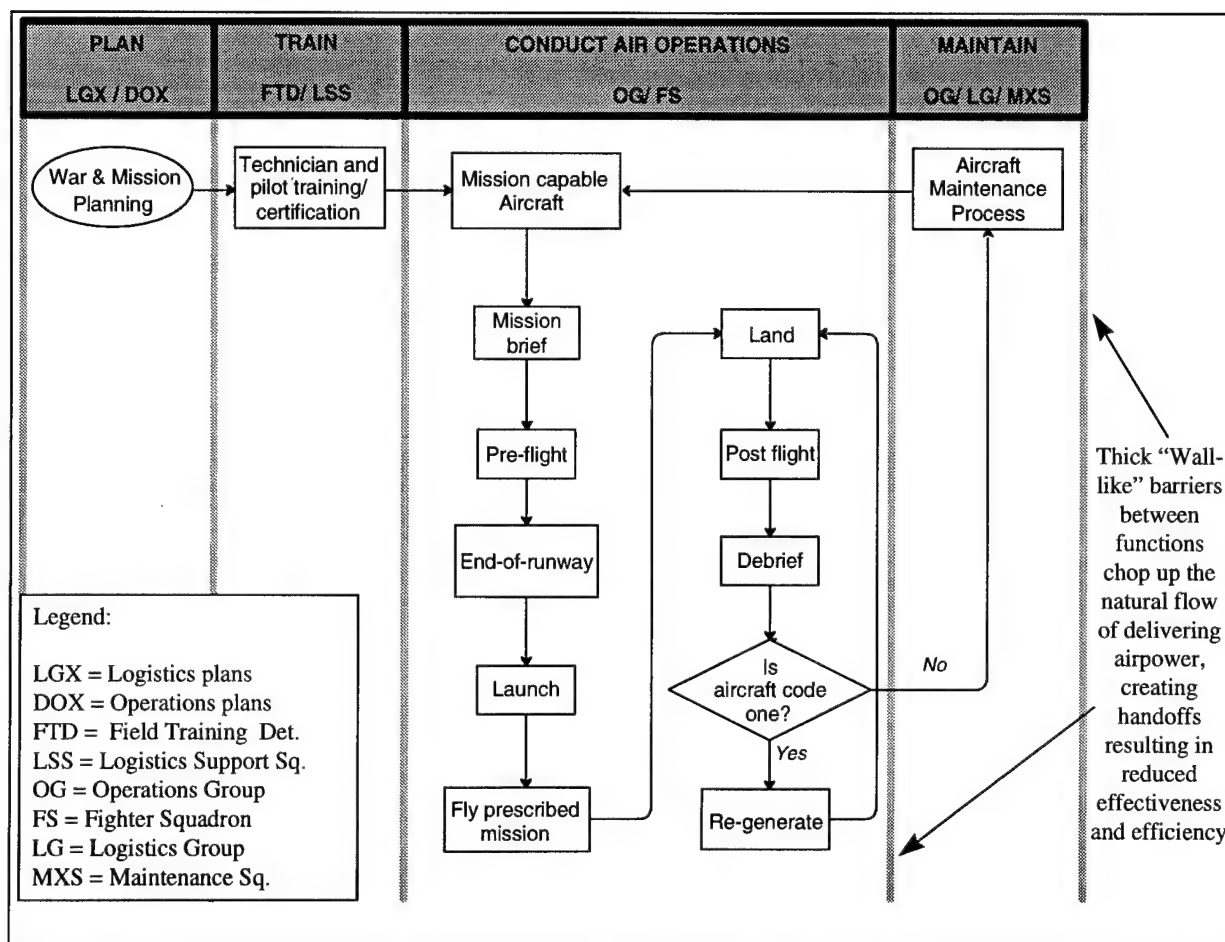 PLAN
LGX / DOX
TRAIN
FTD/ LSS
CONDUCT AIR OPERATIONS
OG/ FS
MAINTAIN
OG/ LG/ MXS
War & Mission
Planning
Technician and
pilot training/
certification
Mission capable
Aircraft
Aircraft
Maintenance
Process
Mission
brief
Pre-flight
End-of-runway
Launch
Fly prescribed
mission
Land
Post flight
Debrief
Is
aircraft code
one?
No
Yes
Re-generate
Thick “Wall-
like” barriers
between
functions
chop up the
natural flow
of delivering
airpower,
creating
handoffs
resulting in
reduced
effectiveness
and efficiency
Legend:
LGX = Logistics plans
DOX = Operations plans
FTD = Field Training Det.
LSS = Logistics Support Sq.
OG = Operations Group
FS = Fighter Squadron
LG = Logistics Group
MXS = Maintenance Sq.